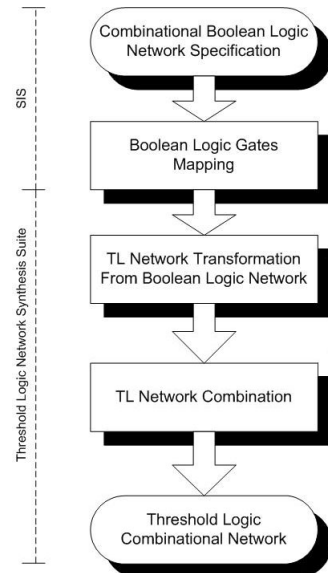 Combinational Boolean Logic
Network Specification
SIS
Boolean Logic Gates
Mapping
Threshold Logic Network Synthesis Suite
TL Network Transformation
From Boolean Logic Network
TL Network Combination
Threshold Logic
Combinational Network